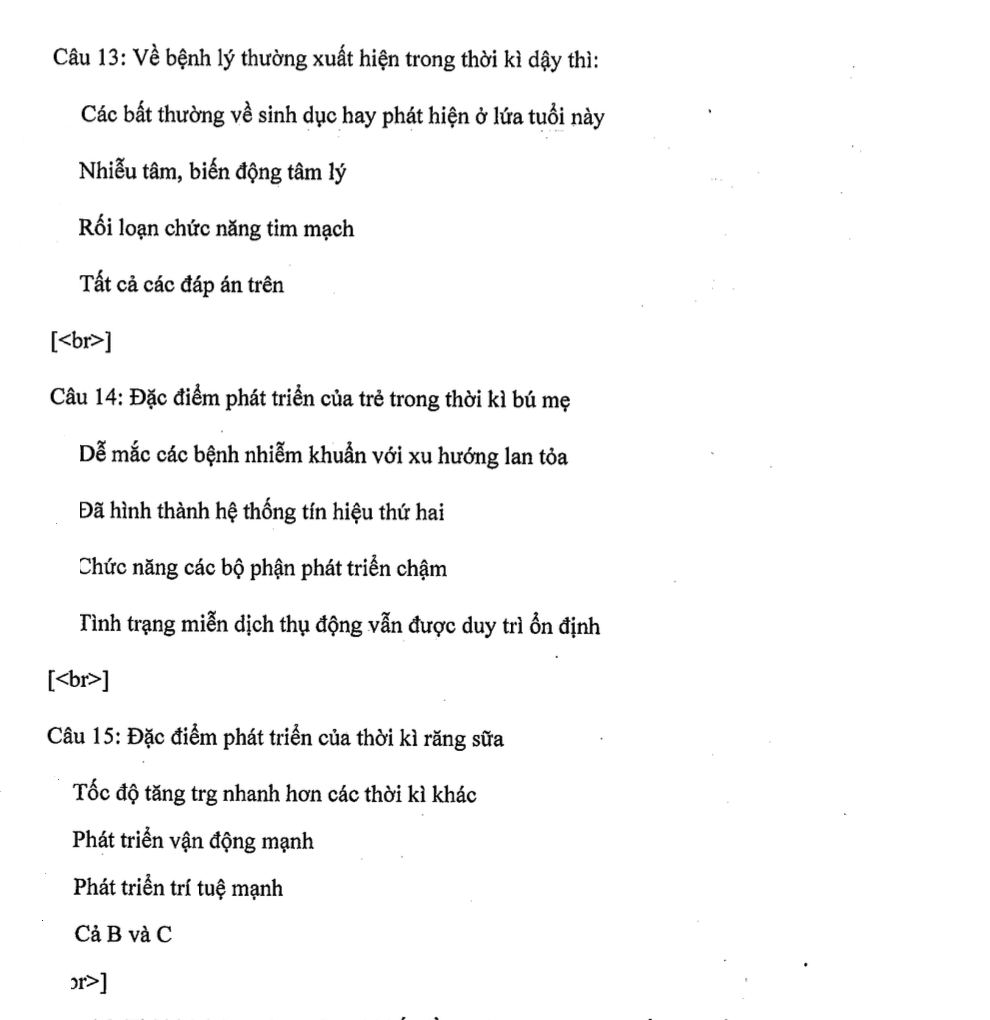 Câu 13: Về bệnh lý thường xuất hiện trong thời kì dậy thì:
Các bất thường về sinh dục hay phát hiện ở lứa tuổi này
Nhiễu tâm, biến động tâm lý
Rối loạn chức năng tim mạch
Tất cả các đáp án trên
[<br>]
Câu 14: Đặc điểm phát triển của trẻ trong thời kì bú mẹ
Dễ mắc các bệnh nhiễm khuẩn với xu hướng lan tỏa
Đã hình thành hệ thống tín hiệu thứ hai
Chức năng các bộ phận phát triển chậm
Tình trạng miễn dịch thụ động vẫn được duy trì ổn định
[<br>]
Câu 15: Đặc điểm phát triển của thời kì răng sữa
Tốc độ tăng trg nhanh hơn các thời kì khác
Phát triển vận động mạnh
Phát triển trí tuệ mạnh
Cả B và C
br>]